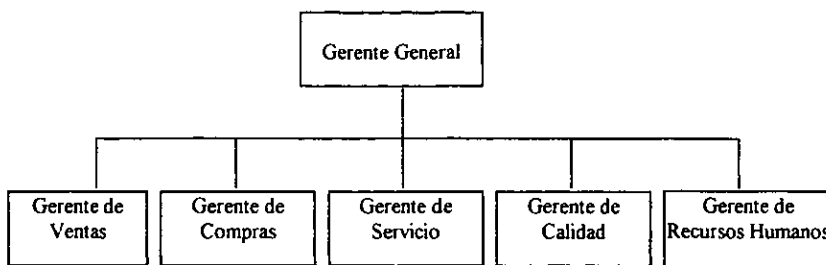 Gerente General
Gerente de
Ventas
Gerente de
Compras
Gerente de
Servicio
Gerente de
Calidad
Gerente de
Recursos Humanos